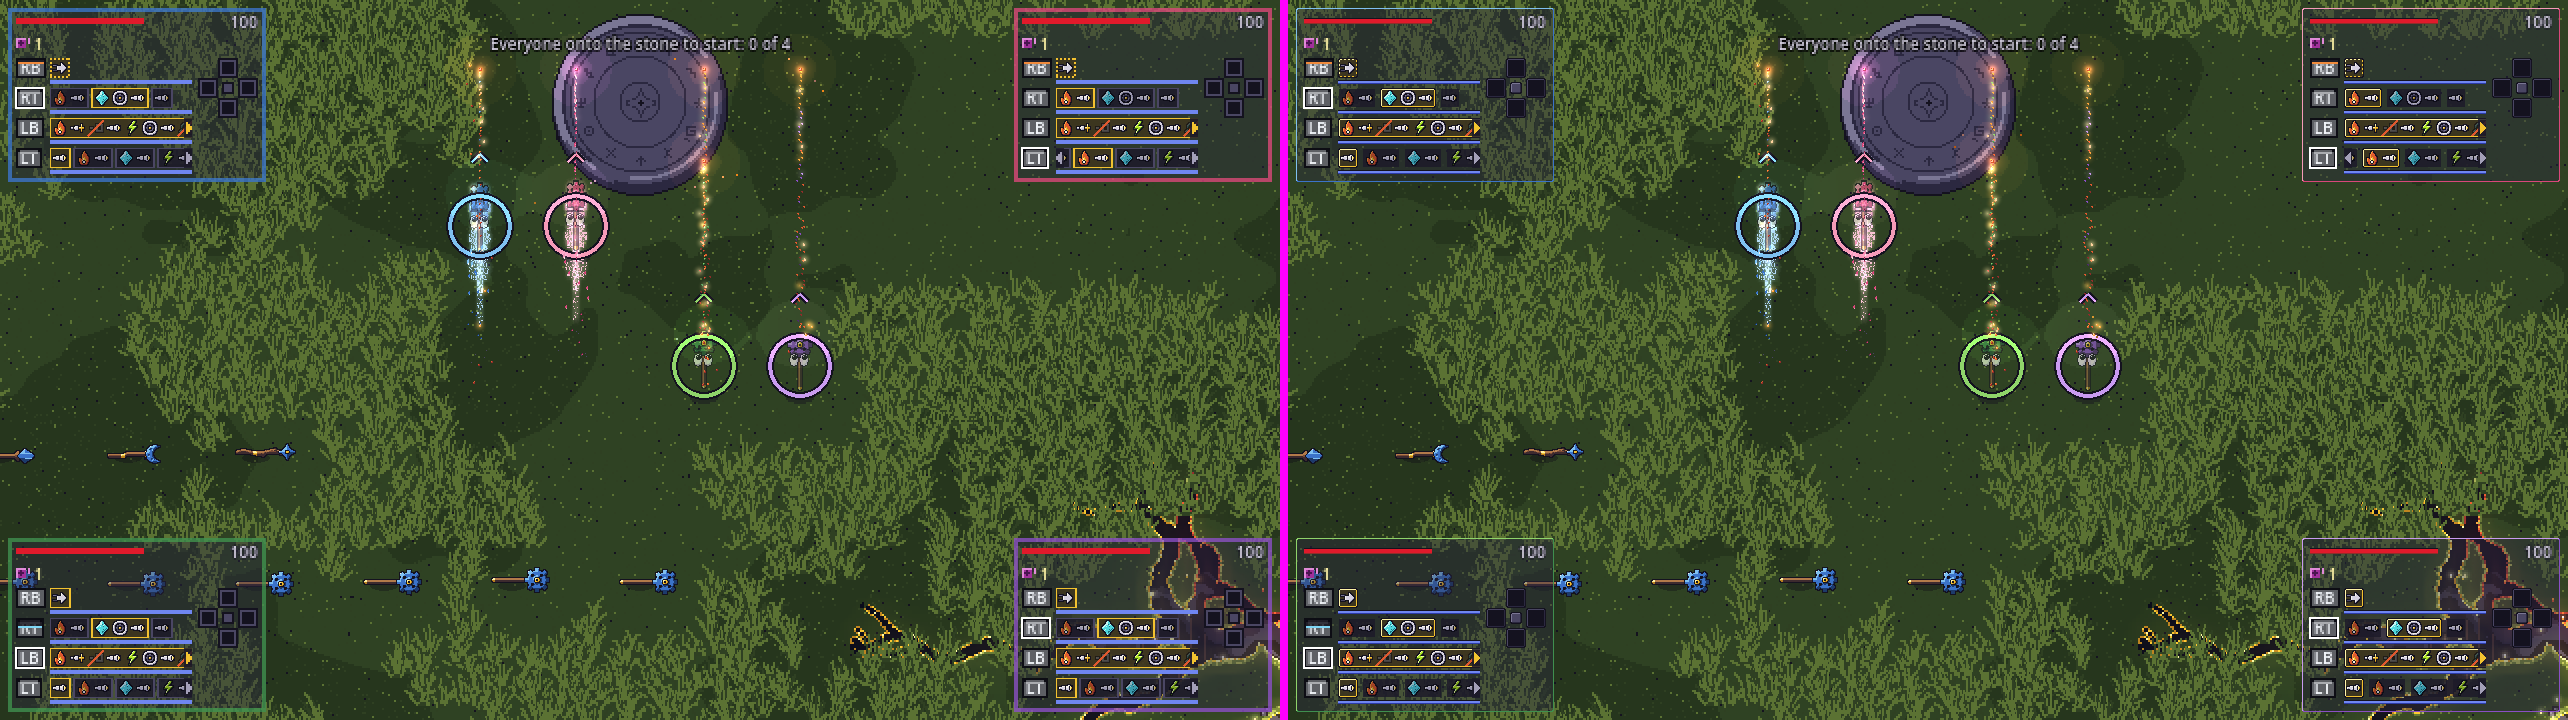 100
1
RB
RT
LB
LT
Everyone onto the stone to start: 0 of 4
100
1
RB
RT
LB
LT
100
1
RB
RT
LB
LT
100
1
RB
RT
LB
LT
100
1
RB
RT
LB
LT
Everyone onto the stone to start: 0 of 4
100
1
RB
RT
LB
LT
100
1
RB
RT
LB
LT
100
1
RB
RT
LB
LT